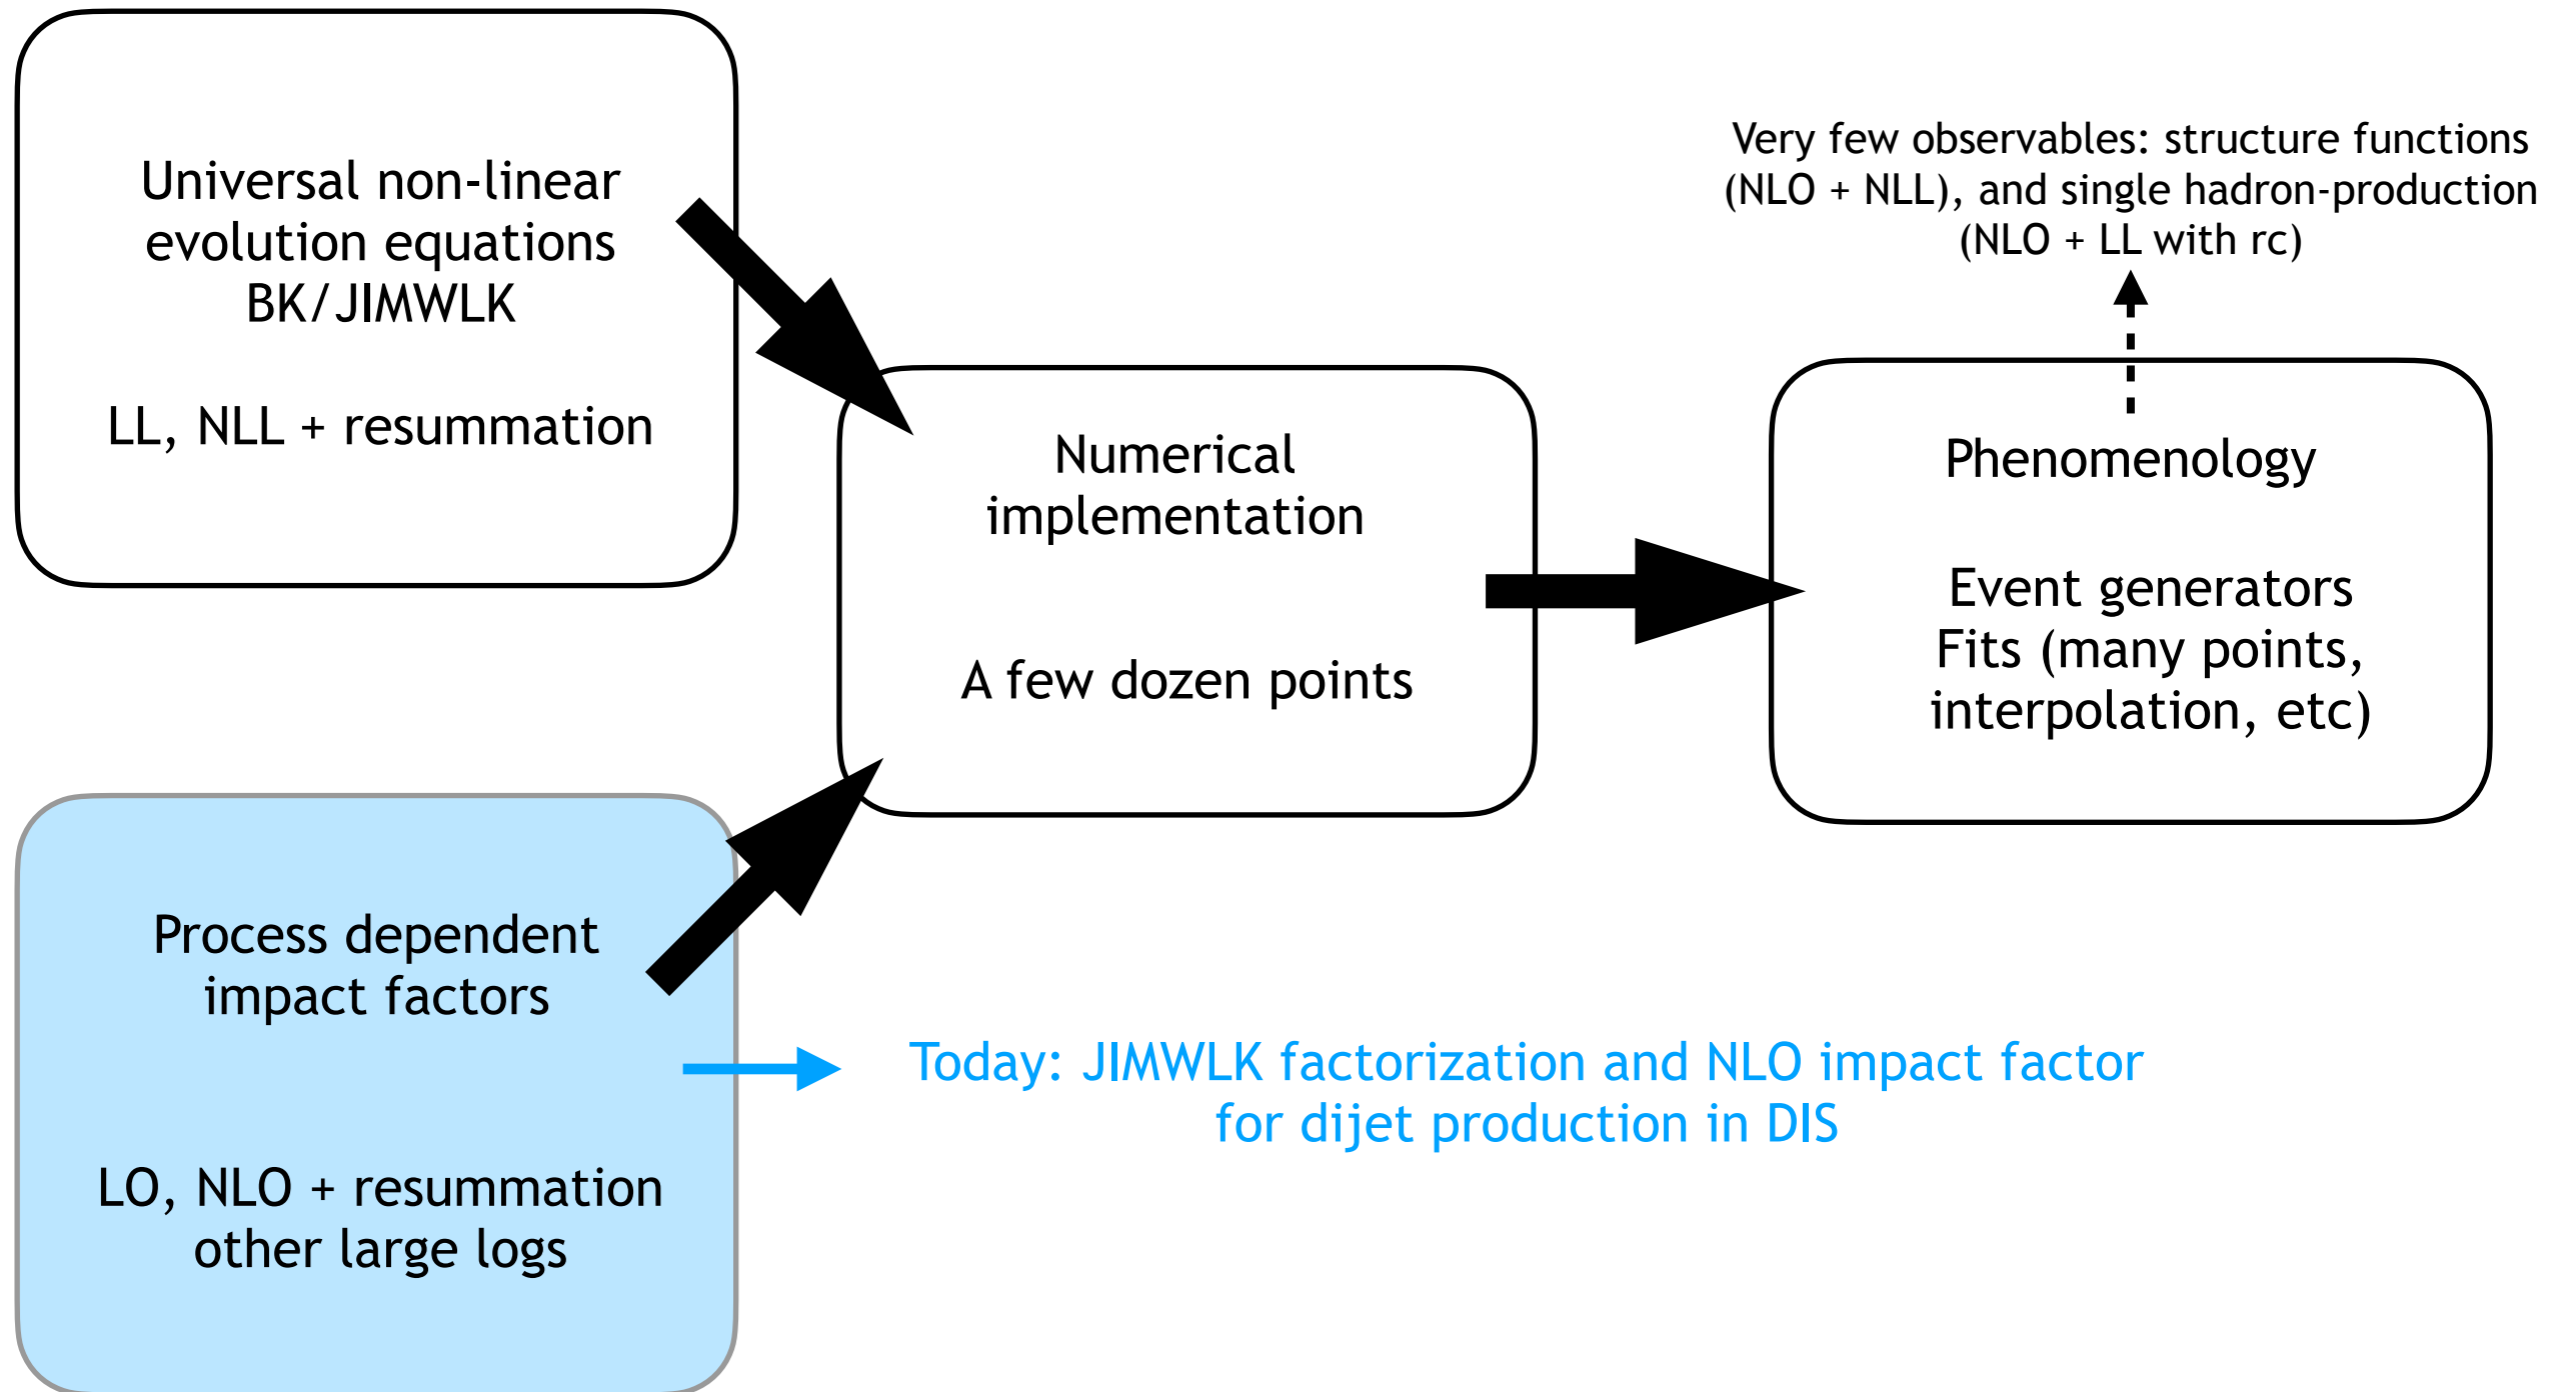 Universal non-linear
evolution equations
BK/JIMWLK
LL, NLL + resummation
Process dependent
impact factors
LO, NLO + resummation
other large logs
Numerical
implementation
A few dozen points
Very few observables: structure functions
(NLO + NLL), and single hadron-production
(NLO + LL with rc)
Phenomenology
Event generators
Fits (many points,
interpolation, etc)
Today: JIMWLK factorization and NLO impact factor
for dijet production in DIS